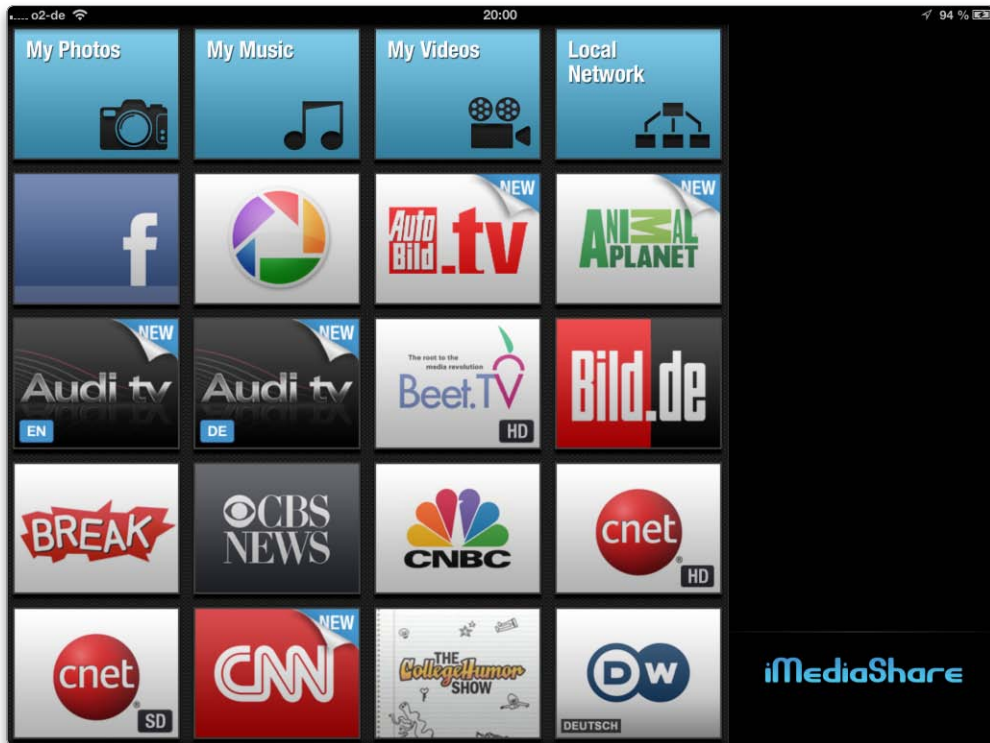 ..... o2-de 20:00 94 %
My Photos
My Music
My Videos
Local
Network
f
Auto
Bild
.tv
NEW
ANIMAL
PLANET
NEW
Audi tv
NEW
EN
Audi tv
NEW
DE
The root to the
media revolution
Beet.TV
HD
Bild.de
BREAK
CBS
NEWS
CNBC
cnet
®
HD
cnet
®
SD
CNN
NEW
THE
CollegeHumor
SHOW
DW
DEUTSCH
iMediaShare